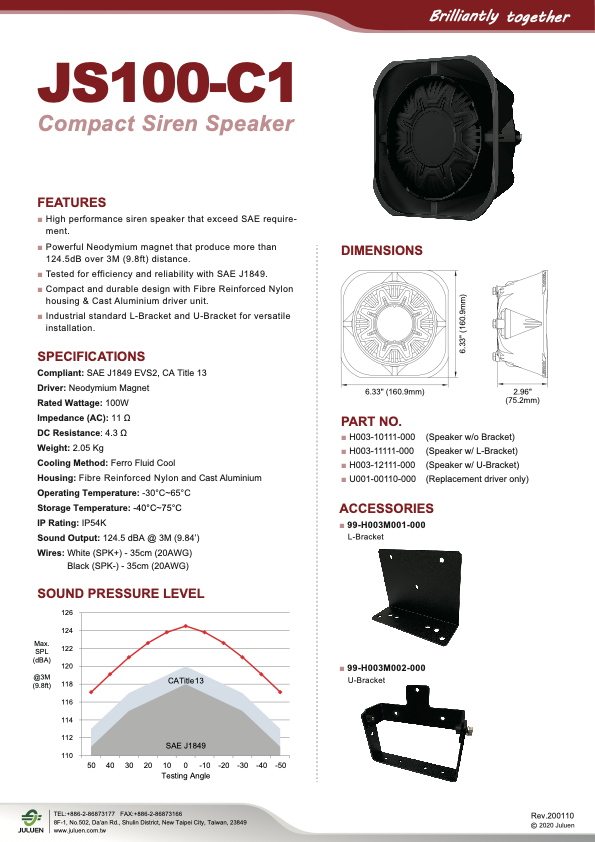 Brilliantly together
JS100-C1
Compact Siren Speaker
FEATURES
■ High performance siren speaker that exceed SAE require-
ment.
■ Powerful Neodymium magnet that produce more than
124.5dB over 3M (9.8ft) distance.
■ Tested for efficiency and reliability with SAE J1849.
■ Compact and durable design with Fibre Reinforced Nylon
housing & Cast Aluminium driver unit.
■ Industrial standard L-Bracket and U-Bracket for versatile
installation.
SPECIFICATIONS
Compliant: SAE J1849 EVS2, CA Title 13
Driver: Neodymium Magnet
Rated Wattage: 100W
Impedance (AC): 11 Ω
DC Resistance: 4.3 Ω
Weight: 2.05 Kg
Cooling Method: Ferro Fluid Cool
Housing: Fibre Reinforced Nylon and Cast Aluminium
Operating Temperature: -30°C~65°C
Storage Temperature: -40°C~75°C
IP Rating: IP54K
Sound Output: 124.5 dBA @ 3M (9.84')
Wires: White (SPK+) - 35cm (20AWG)
Black (SPK-) - 35cm (20AWG)
SOUND PRESSURE LEVEL
Max.
SPL
(dBA)
@3M
(9.8ft)
126
124
122
120
118
116
114
112
110
CATitle13
SAE J1849
50 40 30 20 10 0 -10 -20 -30 -40 -50
Testing Angle
DIMENSIONS
6.33" (160.9mm)
6.33" (160.9mm)
2.96"
(75.2mm)
PART NO.
■ H003-10111-000 (Speaker w/o Bracket)
■ H003-11111-000 (Speaker w/ L-Bracket)
■ H003-12111-000 (Speaker w/ U-Bracket)
■ U001-00110-000 (Replacement driver only)
ACCESSORIES
■ 99-H003M001-000
L-Bracket
■ 99-H003M002-000
U-Bracket
JULUEN
TEL:+886-2-86873177 FAX:+886-2-86873166
8F-1, No.502, Da'an Rd., Shulin District, New Taipei City, Taiwan, 23849
www.juluen.com.tw
Rev.200110
© 2020 Juluen